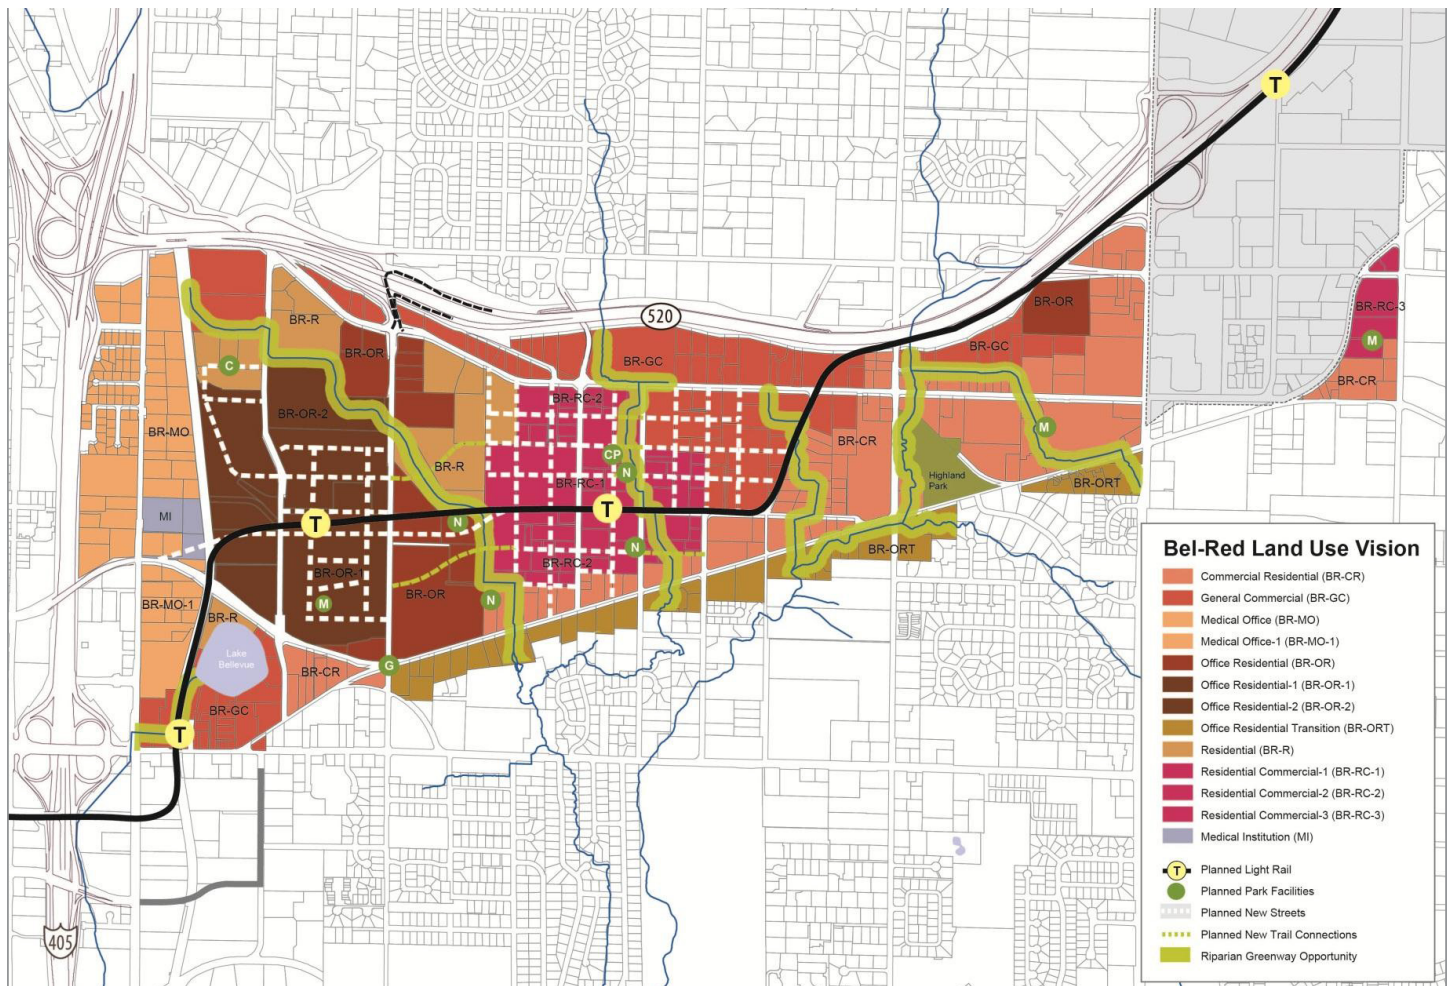 T
520
BR-R
BR-OR
BR-GC
BR-OR
BR-GC
BR-RC-3
M
C
BR-CR
BR-RC-2
BR-OR-2
BR-MO
BR-CR
M
CP
BR-R
N
Highland
Park
BR-RC-1
BR-ORT
T
MI
T
N
N
BR-ORT
BR-RC-2
BR-OR-1
BR-OR
BR-MO-1
M
N
BR-R
Lake
Bellevue
G
BR-CR
BR-GC
T
405
Bel-Red Land Use Vision
Commercial Residential (BR-CR)
General Commercial (BR-GC)
Medical Office (BR-MO)
Medical Office-1 (BR-MO-1)
Office Residential (BR-OR)
Office Residential-1 (BR-OR-1)
Office Residential-2 (BR-OR-2)
Office Residential Transition (BR-ORT)
Residential (BR-R)
Residential Commercial-1 (BR-RC-1)
Residential Commercial-2 (BR-RC-2)
Residential Commercial-3 (BR-RC-3)
Medical Institution (MI)
T Planned Light Rail
Planned Park Facilities
Planned New Streets
Planned New Trail Connections
Riparian Greenway Opportunity